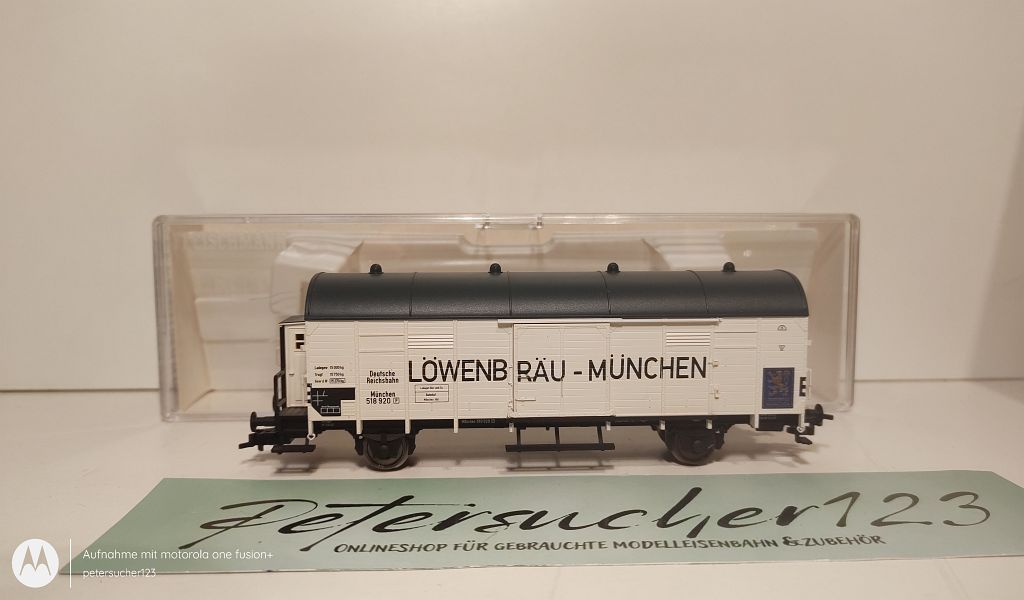 FLEISCHMANN
LÖWENBRÄU - MÜNCHEN
Deutsche
Reichsbahn
München
518 920 P
E
Petersucher123
ONLINESHOP FÜR GEBRAUCHTE MODELLEISENBAHN & ZUBEHÖR
Aufnahme mit motorola one fusion+
petersucher123